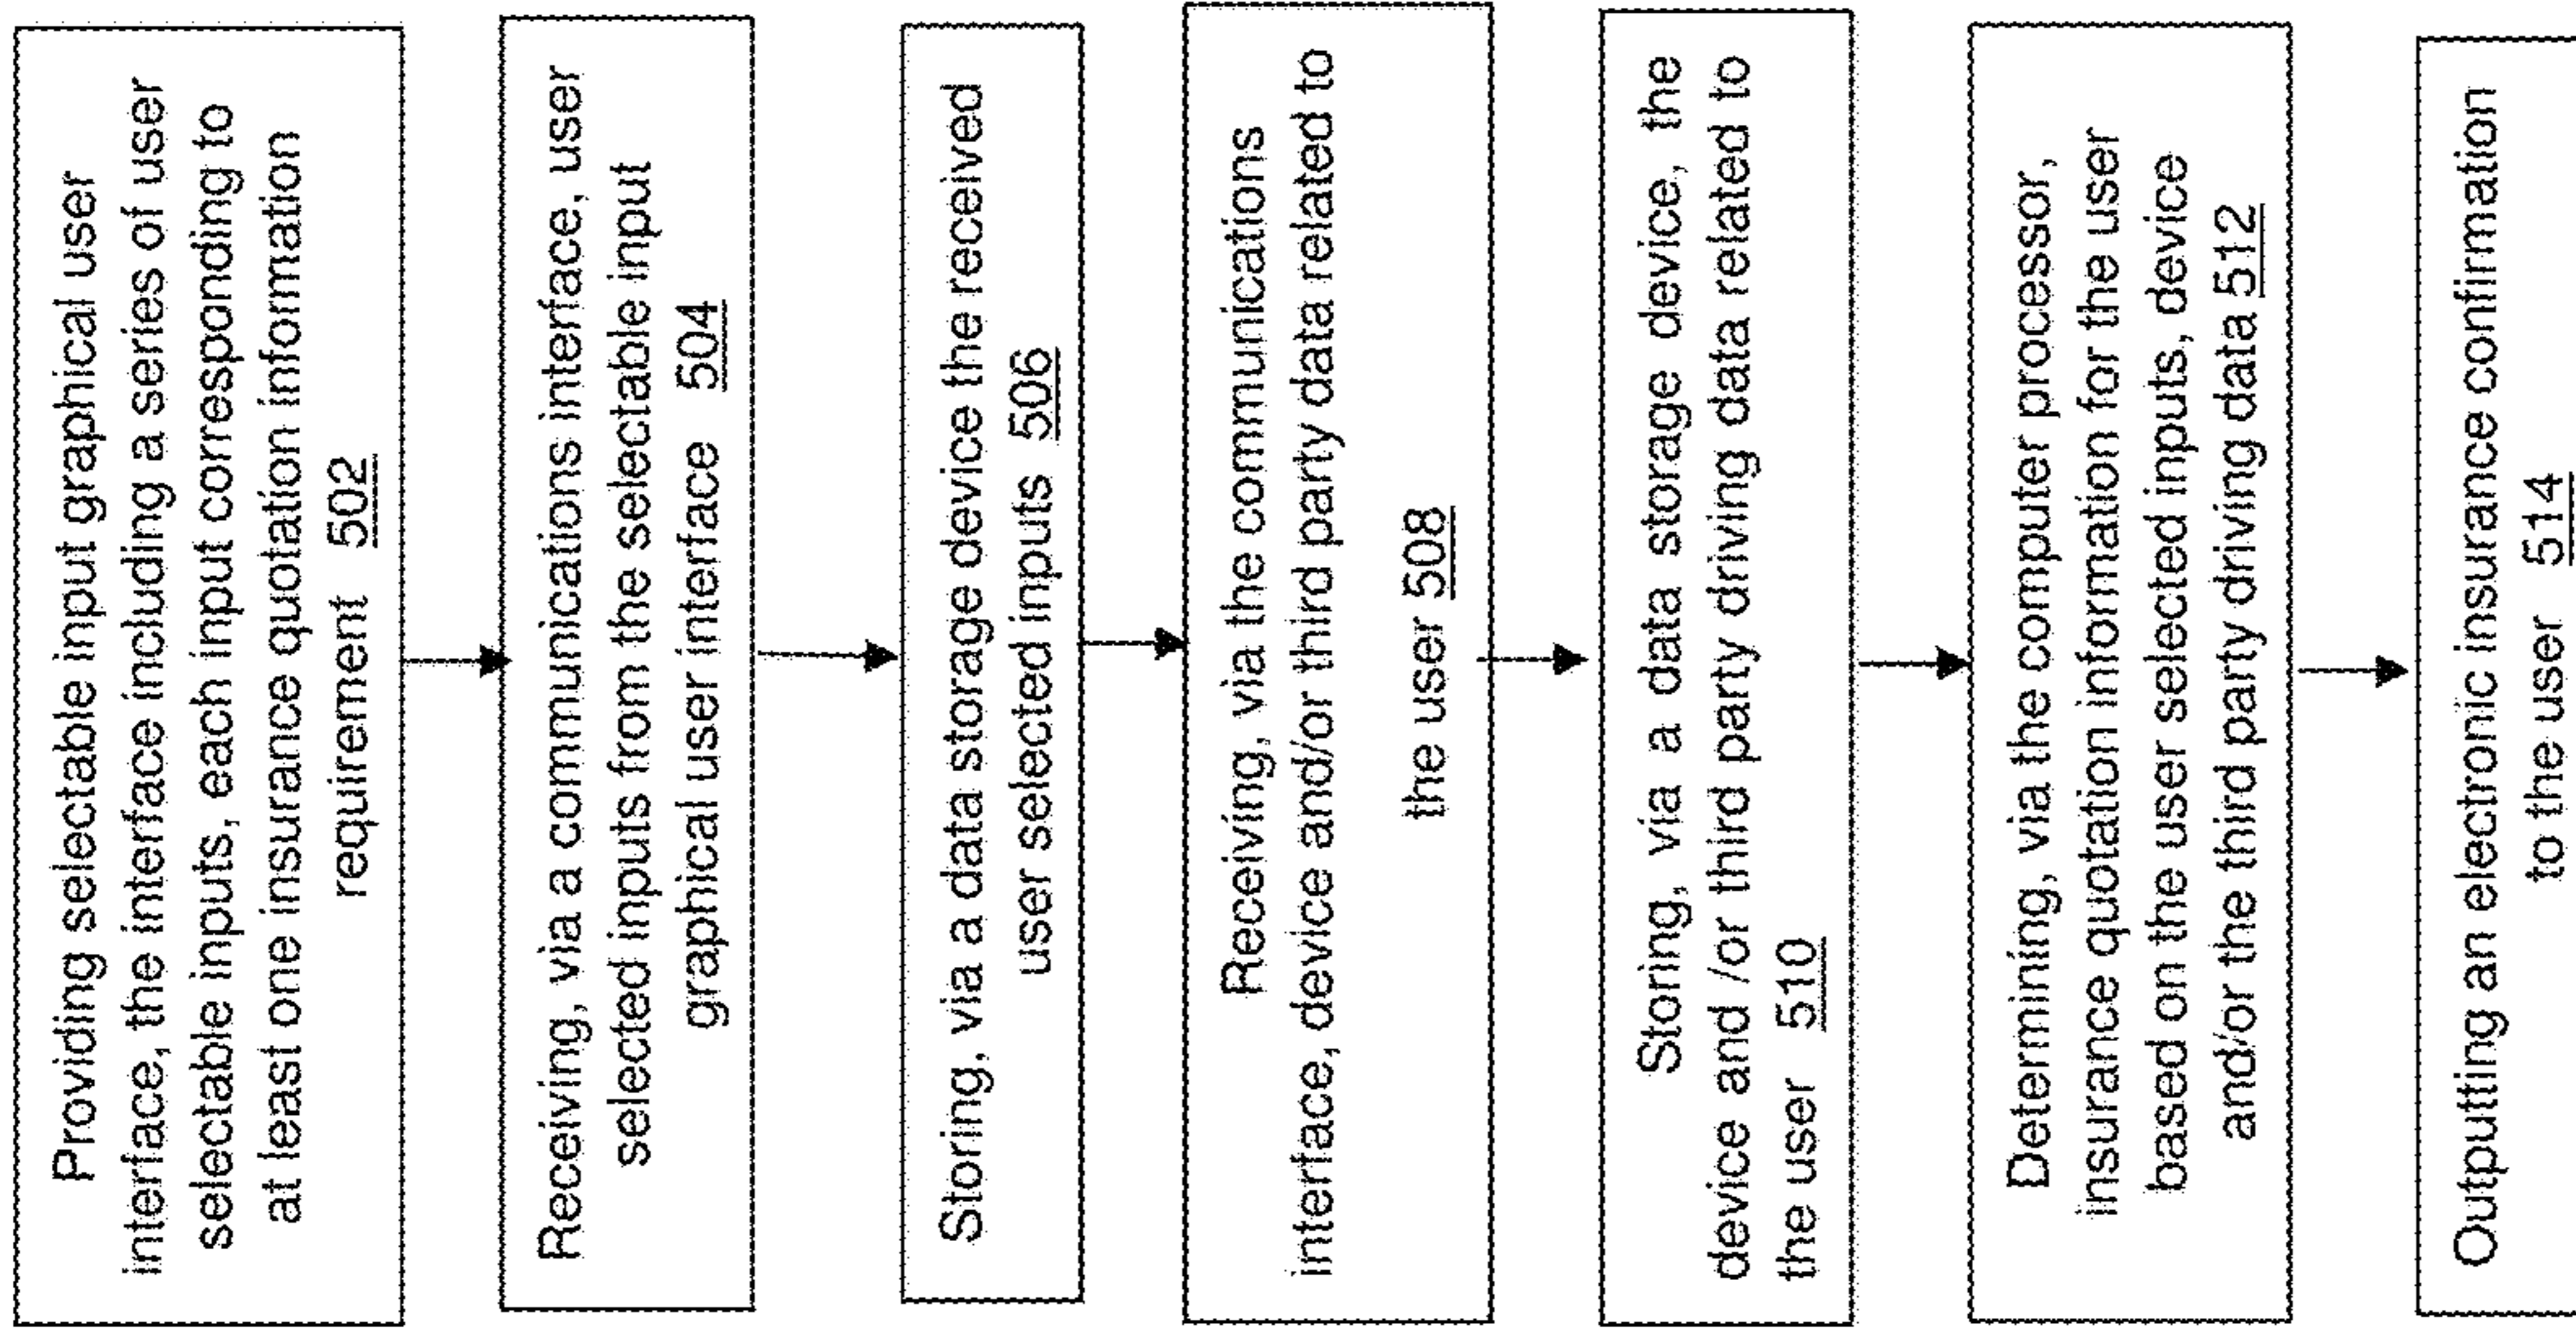 Providing selectable input graphical user
interface, the interface including a series of user
selectable inputs, each input corresponding to
at least one insurance quotation information
requirement 502
Receiving, via a communications interface, user
selected inputs from the selectable input
graphical user interface 504
Storing, via a data storage device the received
user selected inputs 506
Receiving, via the communications
interface, device and/or third party data related to
the user 508
Storing, via a data storage device, the
device and /or third party driving data related to
the user 510
Determining, via the computer processor,
insurance quotation information for the user
based on the user selected inputs, device
and/or the third party driving data 512
Outputting an electronic insurance confirmation
to the user 514